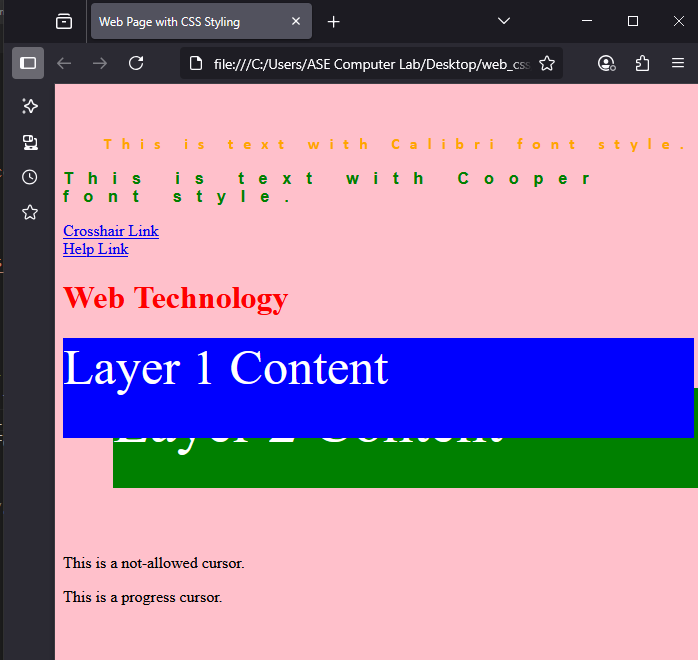 Web Page with CSS Styling
file:///C:/Users/ASE Computer Lab/Desktop/web_css
This is text with Calibri font style.
This is text with Cooper
font style.
Crosshair Link
Help Link
Web Technology
Layer 1 Content
Layer 2 Content
This is a not-allowed cursor.
This is a progress cursor.